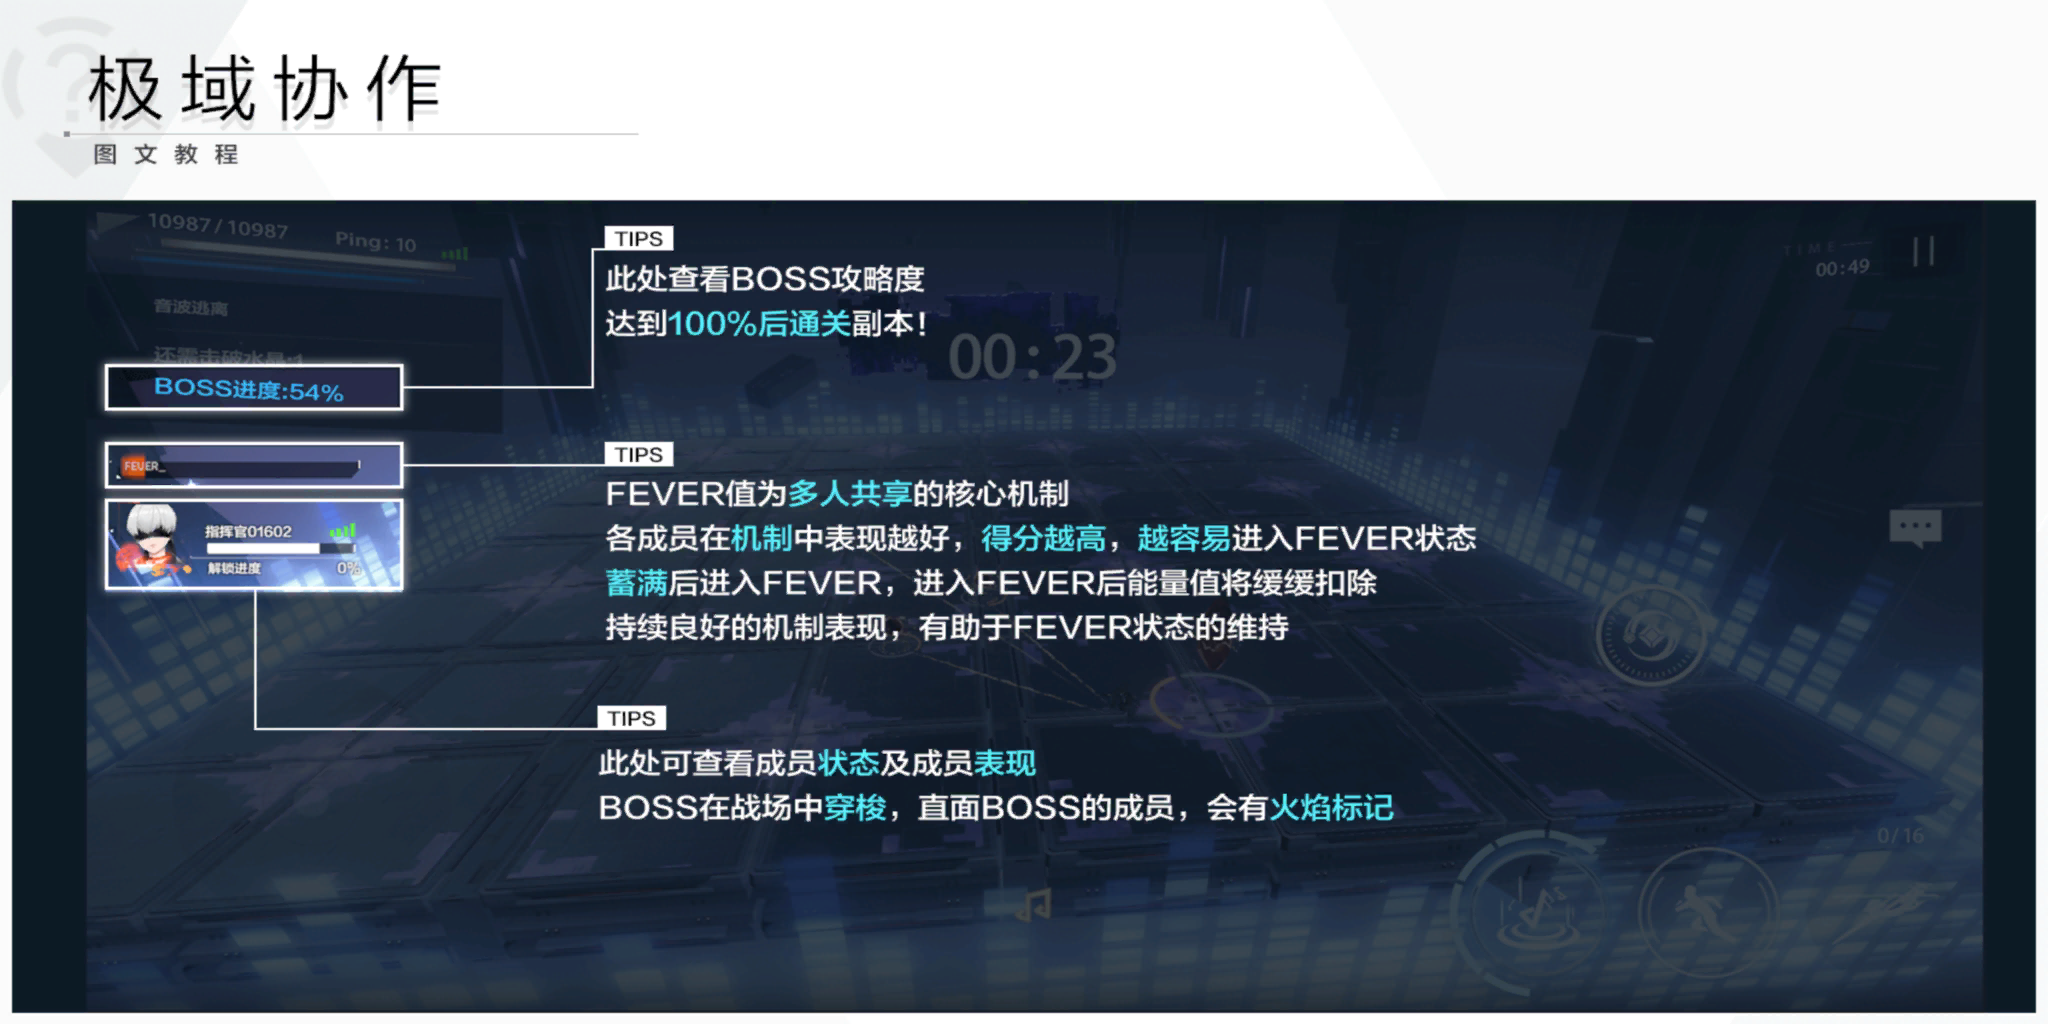 极域协作
图文教程
10987/10987
Ping: 10
音波逃离
还需击破水晶:1
BOSS进度:54%
FEVER_
指挥官01602
解锁进度 0%
TIPS
此处查看BOSS攻略度
达到100%后通关副本！
00:23
TIME
00:49
TIPS
FEVER值为多人共享的核心机制
各成员在机制中表现越好，得分越高，越容易进入FEVER状态
蓄满后进入FEVER，进入FEVER后能量值将缓缓扣除
持续良好的机制表现，有助于FEVER状态的维持
TIPS
此处可查看成员状态及成员表现
BOSS在战场中穿梭，直面BOSS的成员，会有火焰标记
0/16